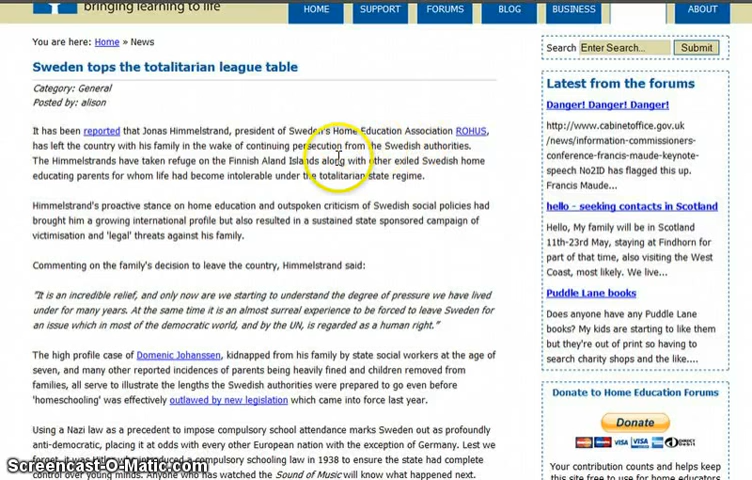 bringing learning to life
HOME SUPPORT FORUMS BLOG BUSINESS ABOUT
You are here: Home » News
Search Enter Search... Submit
Sweden tops the totalitarian league table
Category: General
Posted by: alison
It has been reported that Jonas Himmelstrand, president of Sweden's Home Education Association ROHUS,
has left the country with his family in the wake of continuing persecution from the Swedish authorities.
The Himmelstrands have taken refuge on the Finnish Aland Islands along with other exiled Swedish home
educating parents for whom life had become intolerable under the totalitarian state regime.
Himmelstrand's proactive stance on home education and outspoken criticism of Swedish social policies had
brought him a growing international profile but also resulted in a sustained state sponsored campaign of
victimisation and 'legal' threats against his family.
Commenting on the family's decision to leave the country, Himmelstrand said:
"It is an incredible relief, and only now are we starting to understand the degree of pressure we have lived
under for many years. At the same time it is an almost surreal experience to be forced to leave Sweden for
an issue which in most of the democratic world, and by the UN, is regarded as a human right."
The high profile case of Domenic Johanssen, kidnapped from his family by state social workers at the age of
seven, and many other reported incidences of parents being heavily fined and children removed from
families, all serve to illustrate the lengths the Swedish authorities were prepared to go even before
'homeschooling' was effectively outlawed by new legislation which came into force last year.
Using a Nazi law as a precedent to impose compulsory school attendance marks Sweden out as profoundly
anti-democratic, placing it at odds with every other European nation with the exception of Germany. Lest we
forget, it was introduced a compulsory schooling law in 1938 to ensure the state had complete
control over young minds. Anyone who has watched the Sound of Music will know what happened next.
Latest from the forums
Danger! Danger! Danger!
http://www.cabinetoffice.gov.uk
/news/information-commissioners-
conference-francis-maude-keynote-
speech No2ID has flagged this up.
Francis Maude...
hello - seeking contacts in Scotland
Hello, My family will be in Scotland
11th-23rd May, staying at Findhorn for
part of that time, also visiting the West
Coast, most likely. We live...
Puddle Lane books
Does anyone have any Puddle Lane
books? My kids are starting to like them
but they're out of print so having to
search charity shops and the like....
Donate to Home Education Forums
Donate
VISA VISA
Your contribution counts and helps keep
this site free to use for home educators
Screencast-O-Matic.com